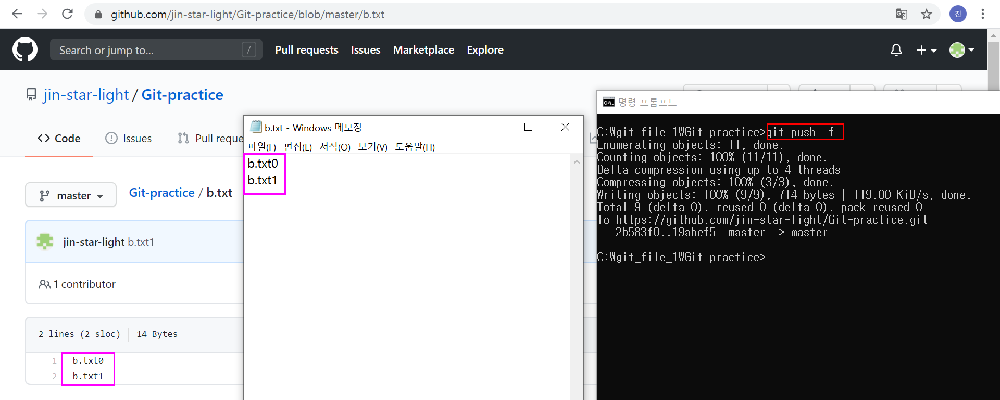 github.com/jin-star-light/Git-practice/blob/master/b.txt
진
Search or jump to...
/
Pull requests
Issues
Marketplace
Explore
jin-star-light / Git-practice
Code
Issues
Pull reque
master
Git-practice / b.txt
jin-star-light b.txt1
1 contributor
2 lines (2 sloc)
14 Bytes
1 b.txt0
2 b.txt1
b.txt - Windows 메모장
파일(F) 편집(E) 서식(O) 보기(V) 도움말(H)
b.txt0
b.txt1
명령 프롬프트
C:₩git_file_1₩Git-practice>git push -f
Enumerating objects: 11, done.
Counting objects: 100% (11/11), done.
Delta compression using up to 4 threads
Compressing objects: 100% (3/3), done.
Writing objects: 100% (9/9), 714 bytes | 119.00 KiB/s, done.
Total 9 (delta 0), reused 0 (delta 0), pack-reused 0
To https://github.com/jin-star-light/Git-practice.git
2b583f0..19abef5 master -> master
C:₩git_file_1₩Git-practice>